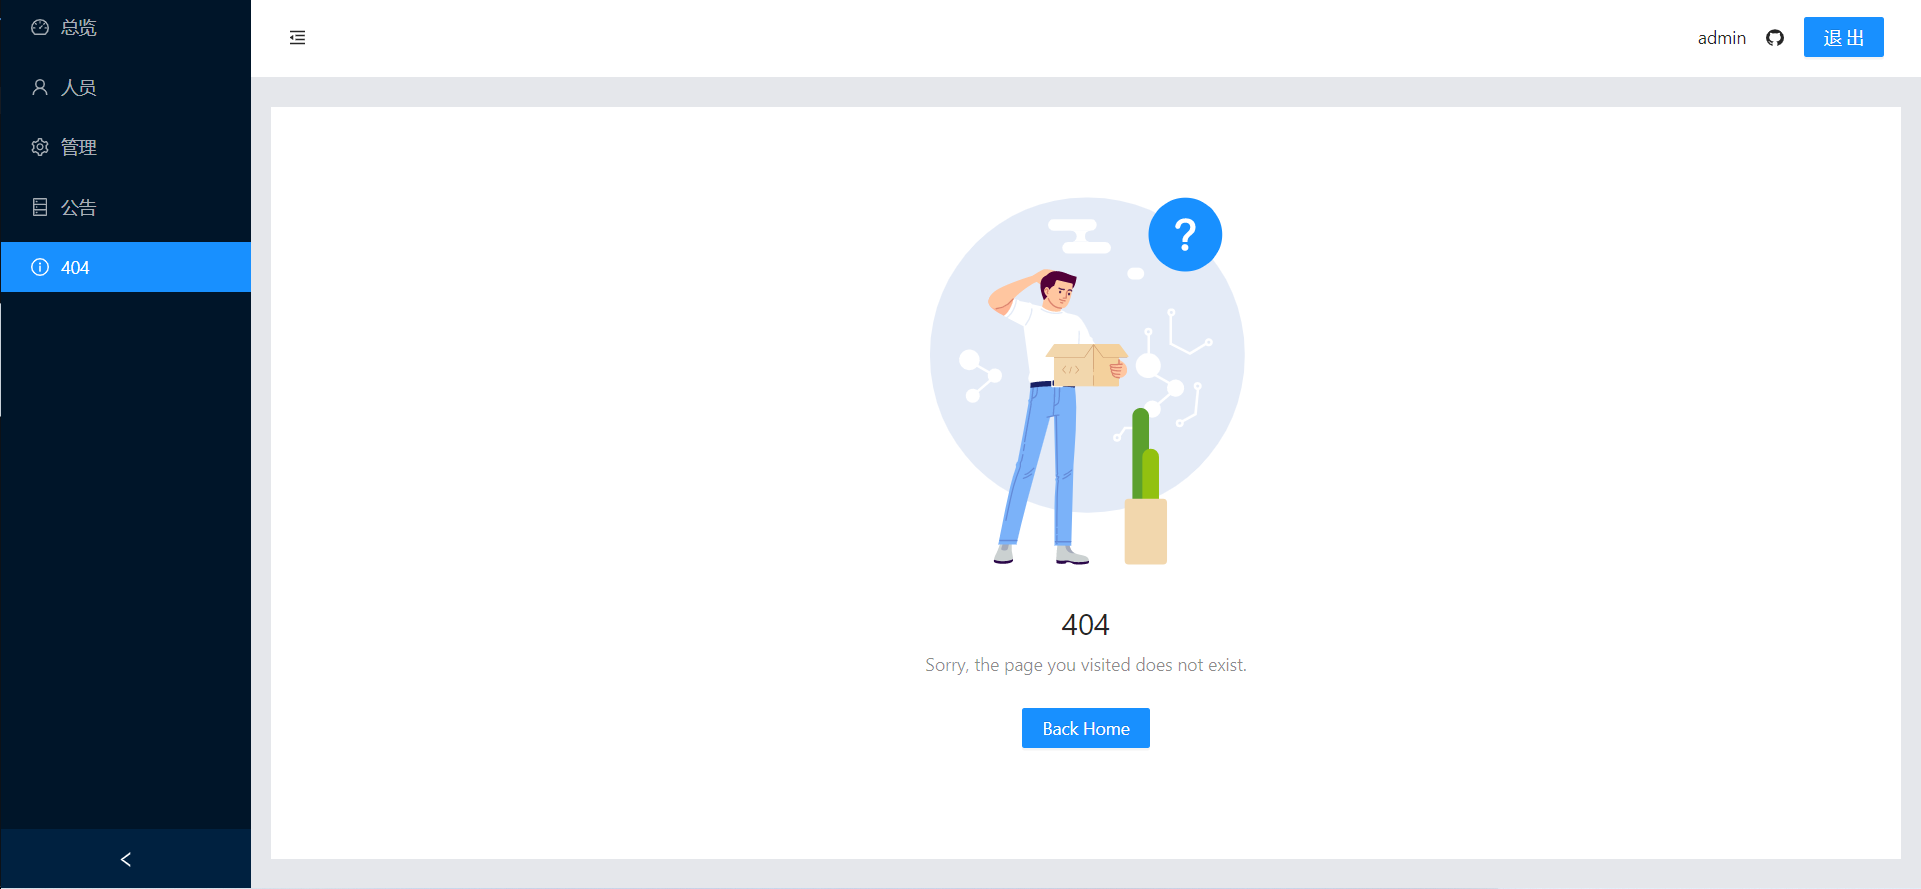 总览
人员
管理
公告
404
admin
退 出
?
</>
404
Sorry, the page you visited does not exist.
Back Home